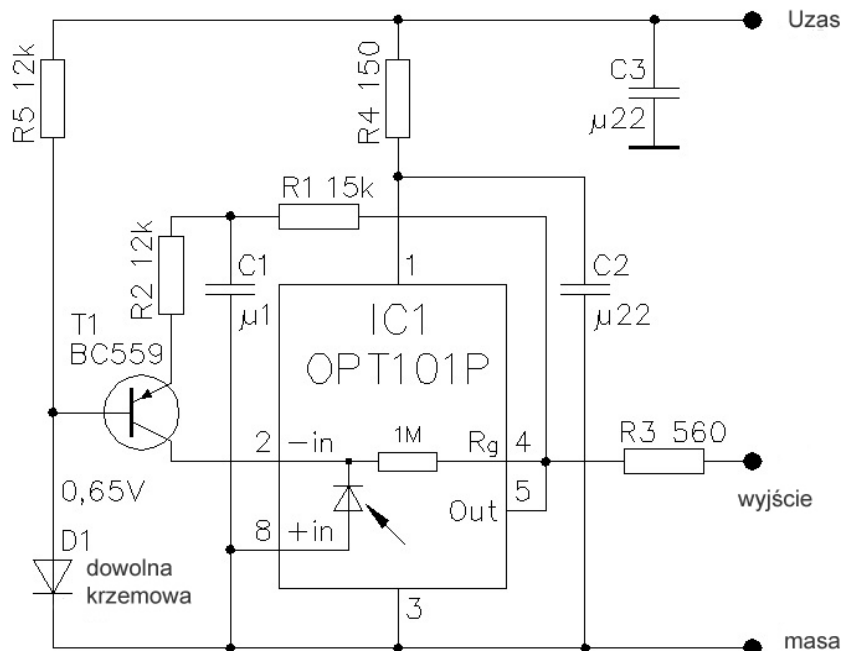 Uzas
R5 12k
R4 150
C3
µ22
R1 15k
R2 12k
C1
µ1
1
C2
µ22
T1
BC559
IC1
OPT101P
2
-in
1M
Rg
4
R3 560
0,65V
5
Out
wyjście
8
+in
D1
dowolna
krzemowa
3
masa